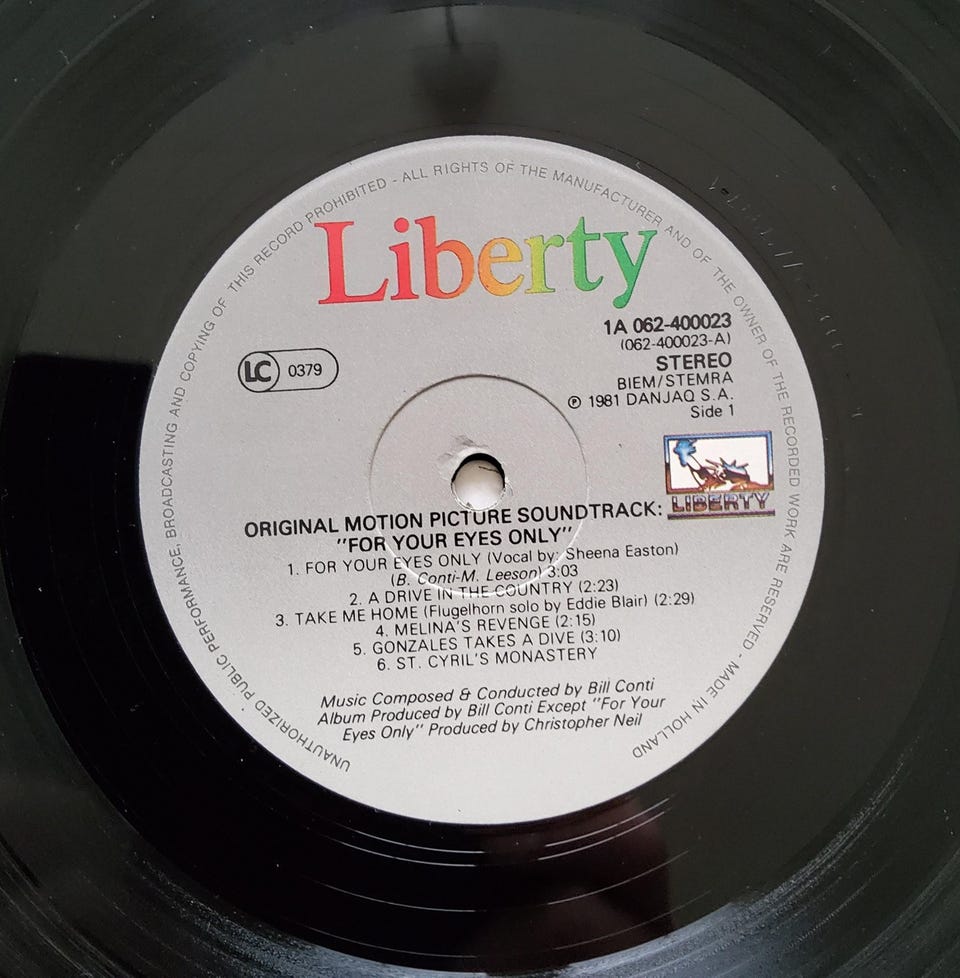 UNAUTHORIZED PUBLIC PERFORMANCE, BROADCASTING AND COPYING OF THIS RECORD PROHIBITED - ALL RIGHTS OF THE MANUFACTURER AND OF THE OWNER OF THE RECORDED WORK ARE RESERVED - MADE IN HOLLAND
Liberty
1A 062-400023
(062-400023-A)
LC 0379
STEREO
BIEM/STEMRA
℗ 1981 DANJAQ S.A.
Side 1
LIBERTY
ORIGINAL MOTION PICTURE SOUNDTRACK:
"FOR YOUR EYES ONLY"
1. FOR YOUR EYES ONLY (Vocal by: Sheena Easton)
(B. Conti-M. Leeson) 3:03
2. A DRIVE IN THE COUNTRY (2:23)
3. TAKE ME HOME (Flugelhorn solo by Eddie Blair) (2:29)
4. MELINA'S REVENGE (2:15)
5. GONZALES TAKES A DIVE (3:10)
6. ST. CYRIL'S MONASTERY
Music Composed & Conducted by Bill Conti
Album Produced by Bill Conti Except "For Your
Eyes Only" Produced by Christopher Neil